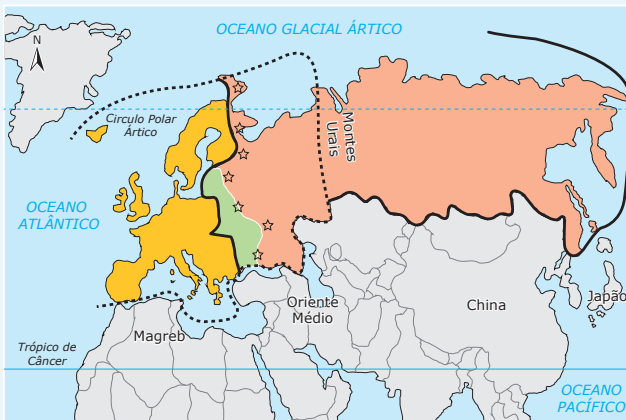 OCEANO GLACIAL ÁRTICO
N
Circulo Polar
Ártico
Montes
Urais
OCEANO
ATLÂNTICO
Oriente
Médio
China
Japão
Magreb
Trópico de
Câncer
OCEANO
PACÍFICO